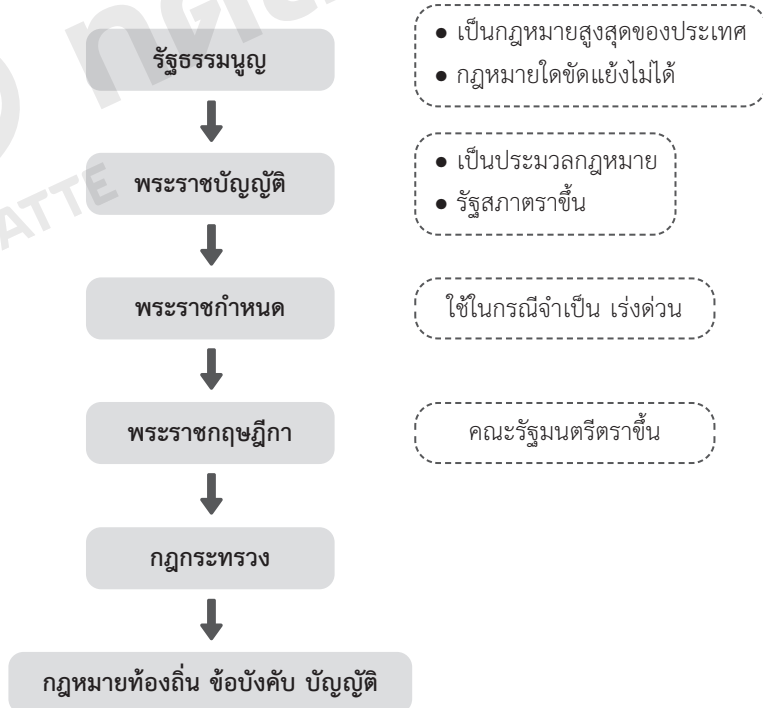 รัฐธรรมนูญ
● เป็นกฎหมายสูงสุดของประเทศ
● กฎหมายใดขัดแย้งไม่ได้
พระราชบัญญัติ
● เป็นประมวลกฎหมาย
● รัฐสภาตราขึ้น
พระราชกำหนด
ใช้ในกรณีจำเป็น เร่งด่วน
พระราชกฤษฎีกา
คณะรัฐมนตรีตราขึ้น
กฎกระทรวง
กฎหมายท้องถิ่น ข้อบังคับ บัญญัติ